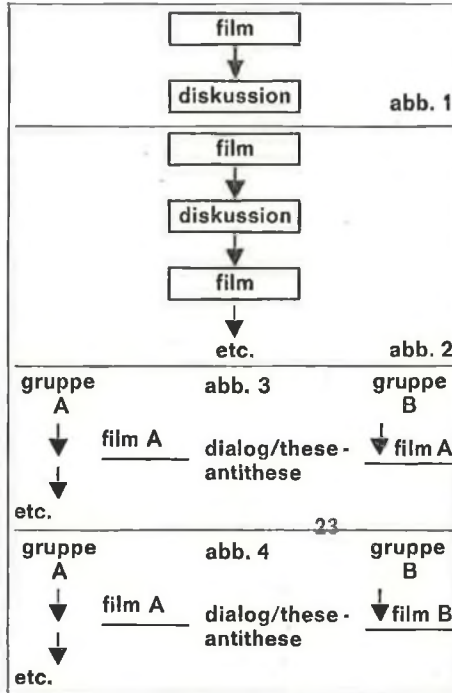 film
diskussion
abb. 1
film
diskussion
film
etc.
abb. 2
gruppe abb. 3 gruppe
A B
film A dialog/these - film A
antithese
etc.
23
gruppe abb. 4 gruppe
A B
film A dialog/these - film B
antithese
etc.